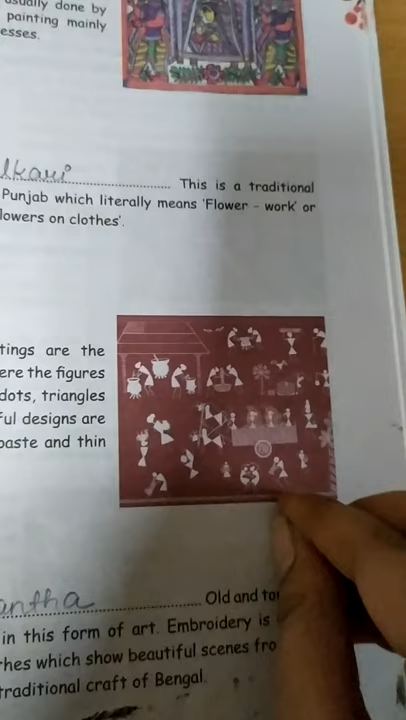 usually done by
painting mainly
esses.
lkari
This is a traditional
Punjab which literally means 'Flower - work' or
lowers on clothes'.
tings are the
ere the figures
dots, triangles
ful designs are
paste and thin
antha
Old and to
in this form of art. Embroidery is
hes which show beautiful scenes fro
traditional craft of Bengal.